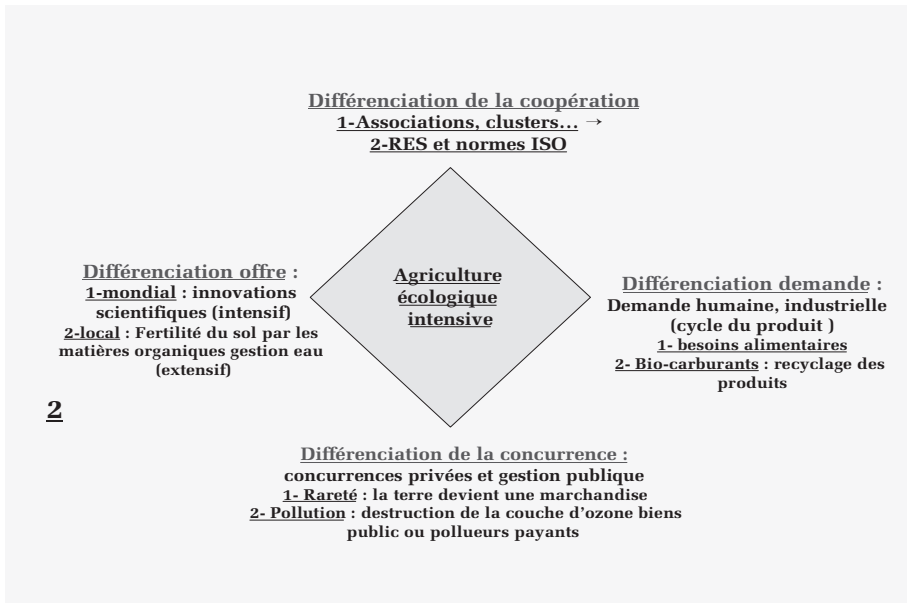 Différenciation de la coopération
1-Associations, clusters… →
2-RES et normes ISO
Différenciation offre :
1-mondial : innovations
scientifiques (intensif)
2-local : Fertilité du sol par les
matières organiques gestion eau
(extensif)
Agriculture
écologique
intensive
Différenciation demande :
Demande humaine, industrielle
(cycle du produit )
1- besoins alimentaires
2- Bio-carburants : recyclage des
produits
2
Différenciation de la concurrence :
concurrences privées et gestion publique
1- Rareté : la terre devient une marchandise
2- Pollution : destruction de la couche d’ozone biens
public ou pollueurs payants